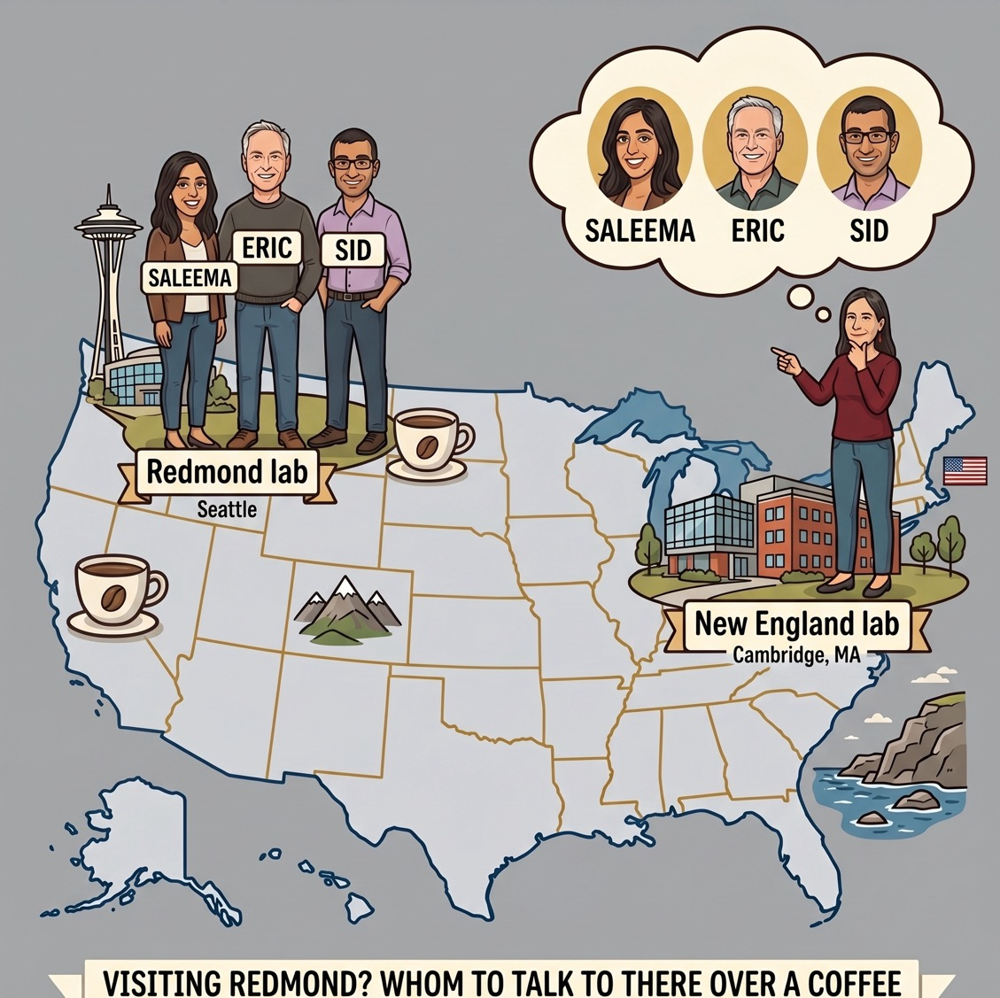 SALEEMA
ERIC
SID
SALEEMA
ERIC
SID
Redmond lab
Seattle
New England lab
Cambridge, MA
VISITING REDMOND? WHOM TO TALK TO THERE OVER A COFFEE